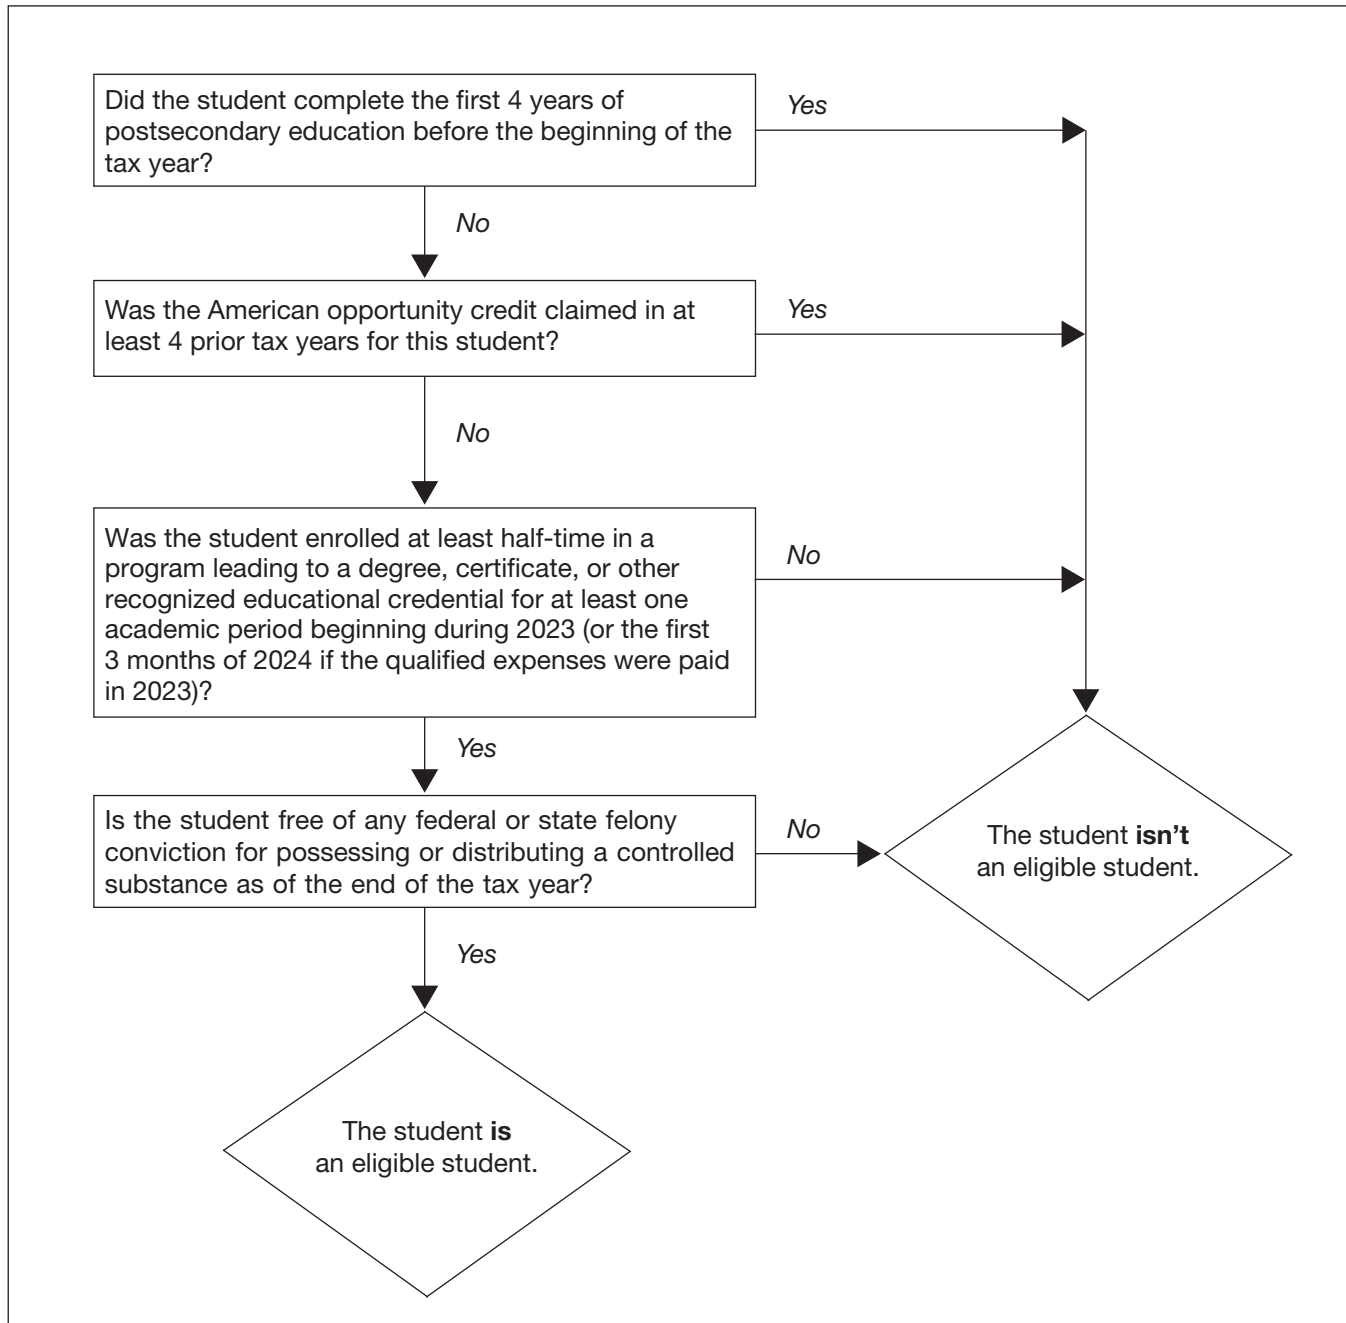 Did the student complete the first 4 years of
postsecondary education before the beginning of the
tax year?
Yes
No
Was the American opportunity credit claimed in at
least 4 prior tax years for this student?
Yes
No
Was the student enrolled at least half-time in a
program leading to a degree, certificate, or other
recognized educational credential for at least one
academic period beginning during 2023 (or the first
3 months of 2024 if the qualified expenses were paid
in 2023)?
No
Yes
Is the student free of any federal or state felony
conviction for possessing or distributing a controlled
substance as of the end of the tax year?
No
The student isn't
an eligible student.
Yes
The student is
an eligible student.